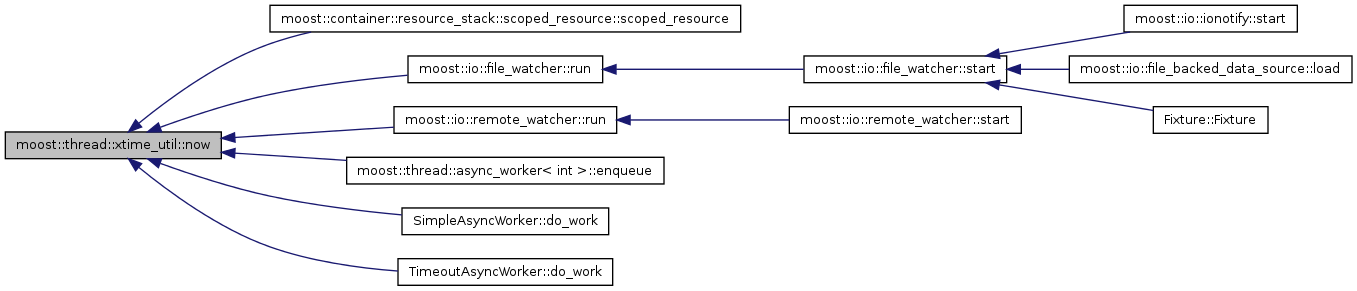 moost::container::resource_stack::scoped_resource::scoped_resource
moost::io::ionotify::start
moost::io::file_watcher::run
moost::io::file_watcher::start
moost::io::file_backed_data_source::load
moost::io::remote_watcher::run
moost::io::remote_watcher::start
Fixture::Fixture
moost::thread::xtime_util::now
moost::thread::async_worker< int >::enqueue
SimpleAsyncWorker::do_work
TimeoutAsyncWorker::do_work